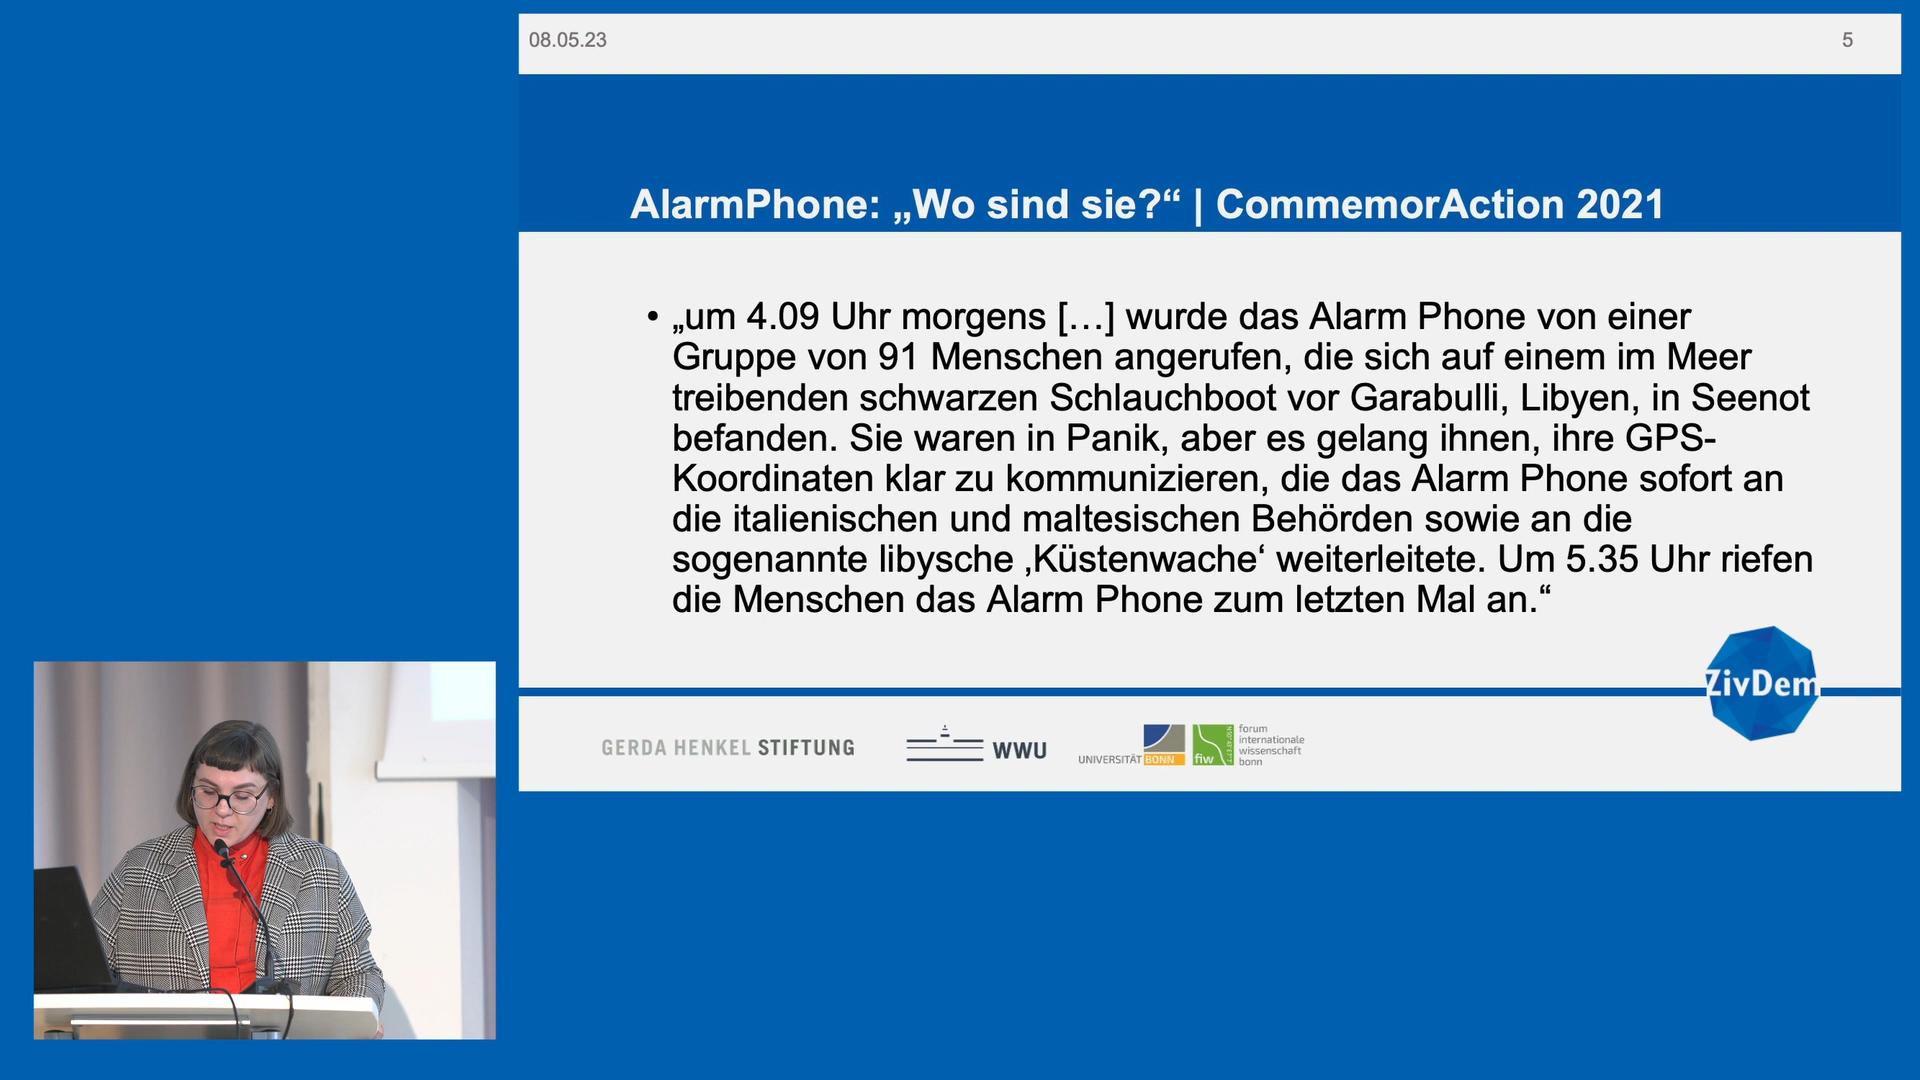 08.05.23
5
AlarmPhone: „Wo sind sie?“ | CommemorAction 2021
• „um 4.09 Uhr morgens […] wurde das Alarm Phone von einer
Gruppe von 91 Menschen angerufen, die sich auf einem im Meer
treibenden schwarzen Schlauchboot vor Garabulli, Libyen, in Seenot
befanden. Sie waren in Panik, aber es gelang ihnen, ihre GPS-
Koordinaten klar zu kommunizieren, die das Alarm Phone sofort an
die italienischen und maltesischen Behörden sowie an die
sogenannte libysche ‚Küstenwache‘ weiterleitete. Um 5.35 Uhr riefen
die Menschen das Alarm Phone zum letzten Mal an.“
ZivDem
GERDA HENKEL STIFTUNG
WWU
UNIVERSITÄT BONN
fiw
forum
internationale
wissenschaft
bonn